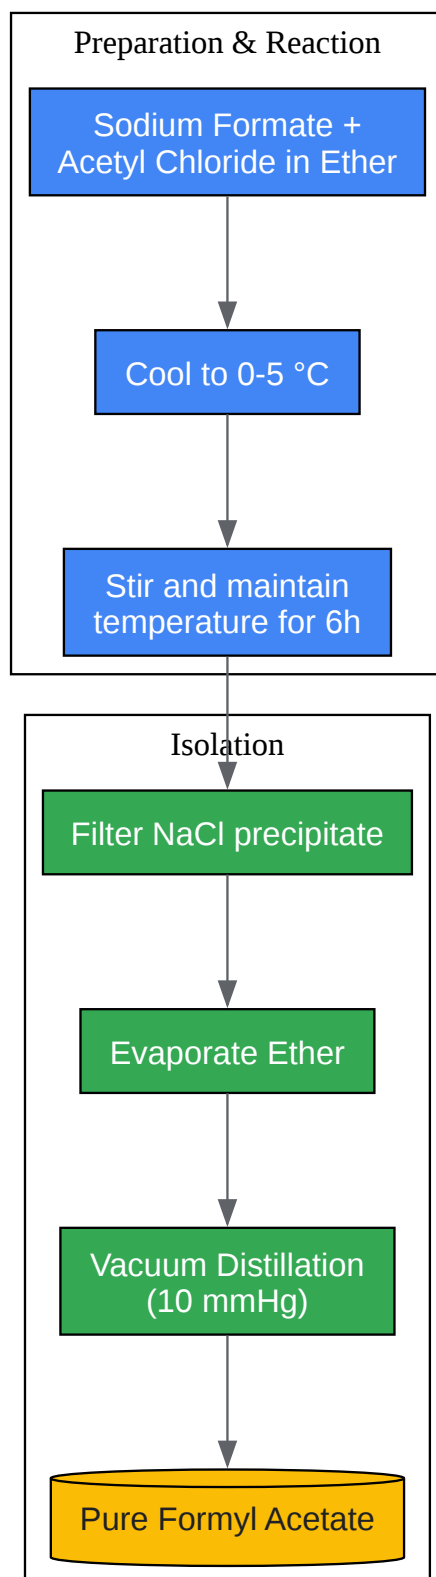 Preparation & Reaction
Sodium Formate +
Acetyl Chloride in Ether
Cool to 0-5 °C
Stir and maintain
temperature for 6h
Isolation
Filter NaCl precipitate
Evaporate Ether
Vacuum Distillation
(10 mmHg)
Pure Formyl Acetate